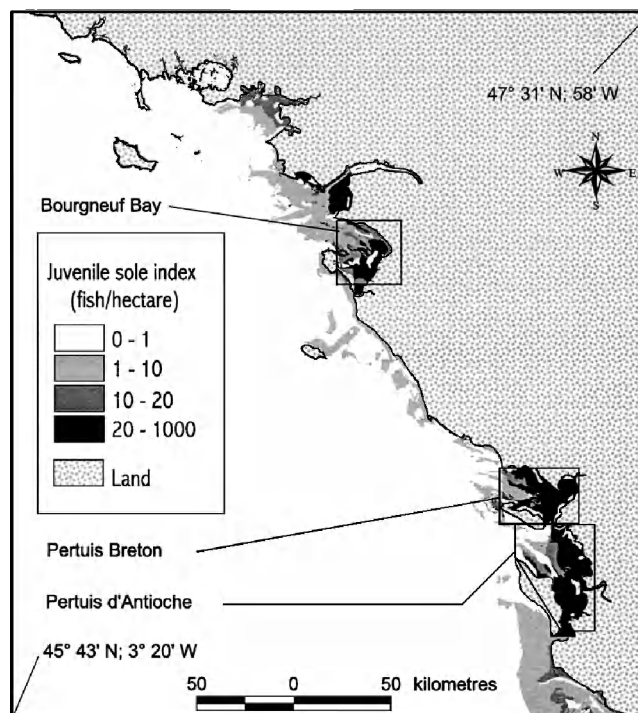 47° 31' N; 58' W
N
W E
S
Bourgneuf Bay
Juvenile sole index
(fish/hectare)
0 - 1
1 - 10
10 - 20
20 - 1000
Land
Pertuis Breton
Pertuis d'Antioche
45° 43' N; 3° 20' W
50 0 50 kilometres